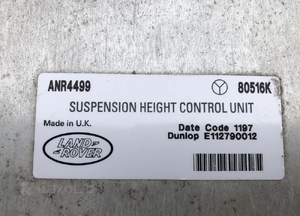 ANR4499 80516K
SUSPENSION HEIGHT CONTROL UNIT
Made in U.K.
Date Code 1197
LAND ROVER
Dunlop E112790012